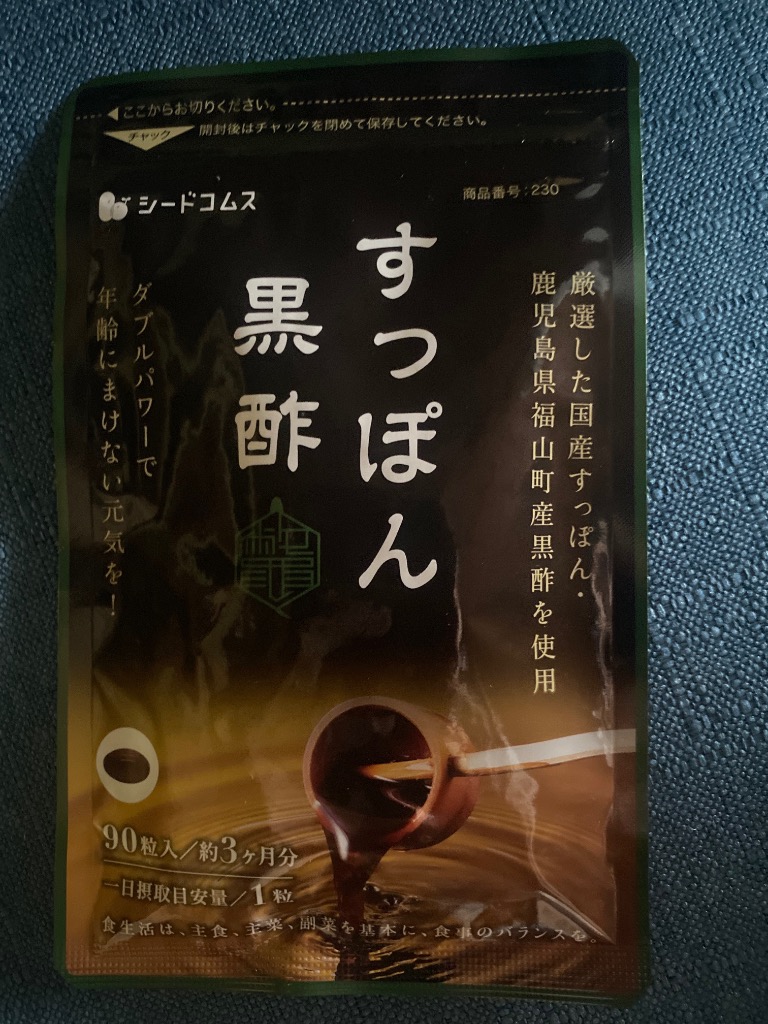 ここからお切りください。
チャック
開封後はチャックを閉めて保存してください。
シードコムス
商品番号:230
厳選した国産すっぽん・
鹿児島県福山町産黒酢を使用
すっぽん
黒酢
ダブルパワーで
年齢にまけない元気を!
90粒入/約3ヶ月分
一日摂取目安量/1粒
食生活は、主食、主菜、副菜を基本に、食事のバランスを。